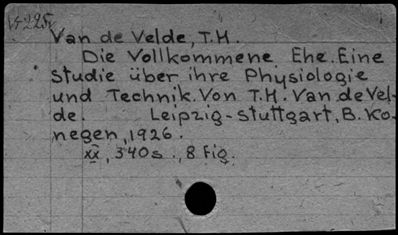 Van de Velde, T.H.
Die Vollkommene Ehe. Eine
Studie über ihre Physiologie
und Technik. Von T.H. Van de Vel-
de. Leipzig-Stuttgart, B. Ko-
negen, 1926.
xx, 340s., 8 Fig.